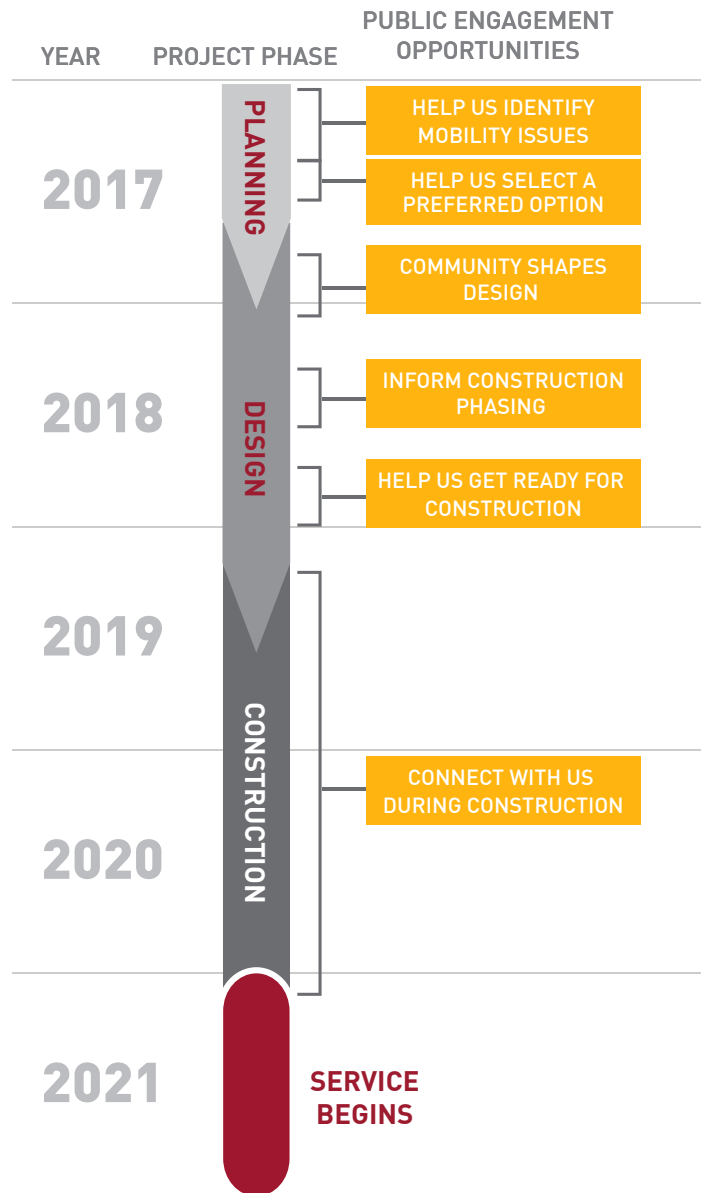 YEAR
PROJECT PHASE
PUBLIC ENGAGEMENT
OPPORTUNITIES
2017
PLANNING
HELP US IDENTIFY
MOBILITY ISSUES
HELP US SELECT A
PREFERRED OPTION
COMMUNITY SHAPES
DESIGN
2018
DESIGN
INFORM CONSTRUCTION
PHASING
HELP US GET READY FOR
CONSTRUCTION
2019
CONSTRUCTION
2020
CONNECT WITH US
DURING CONSTRUCTION
2021
SERVICE
BEGINS